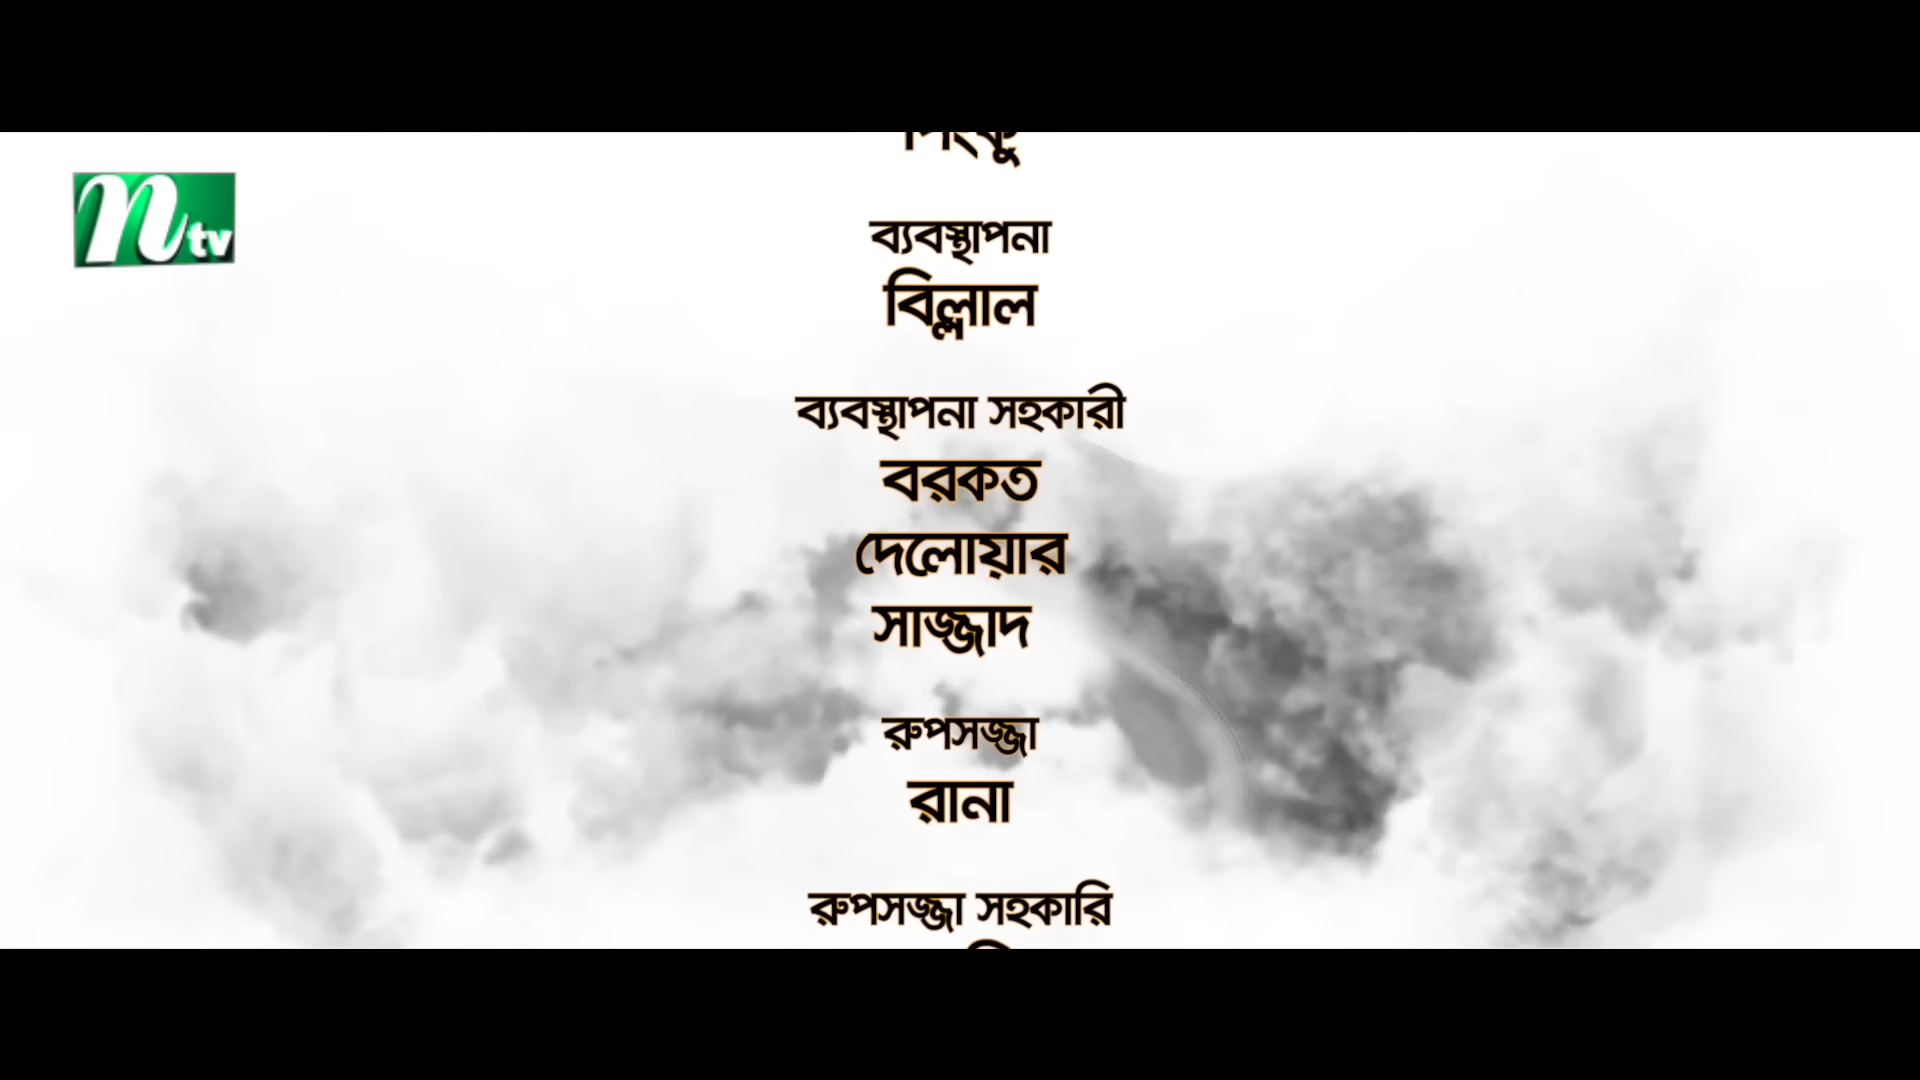 ntv
ব্যবস্থাপনা
বিল্লাল
ব্যবস্থাপনা সহকারী
বরকত
দেলোয়ার
সাজ্জাদ
রুপসজ্জা
রানা
রুপসজ্জা সহকারি